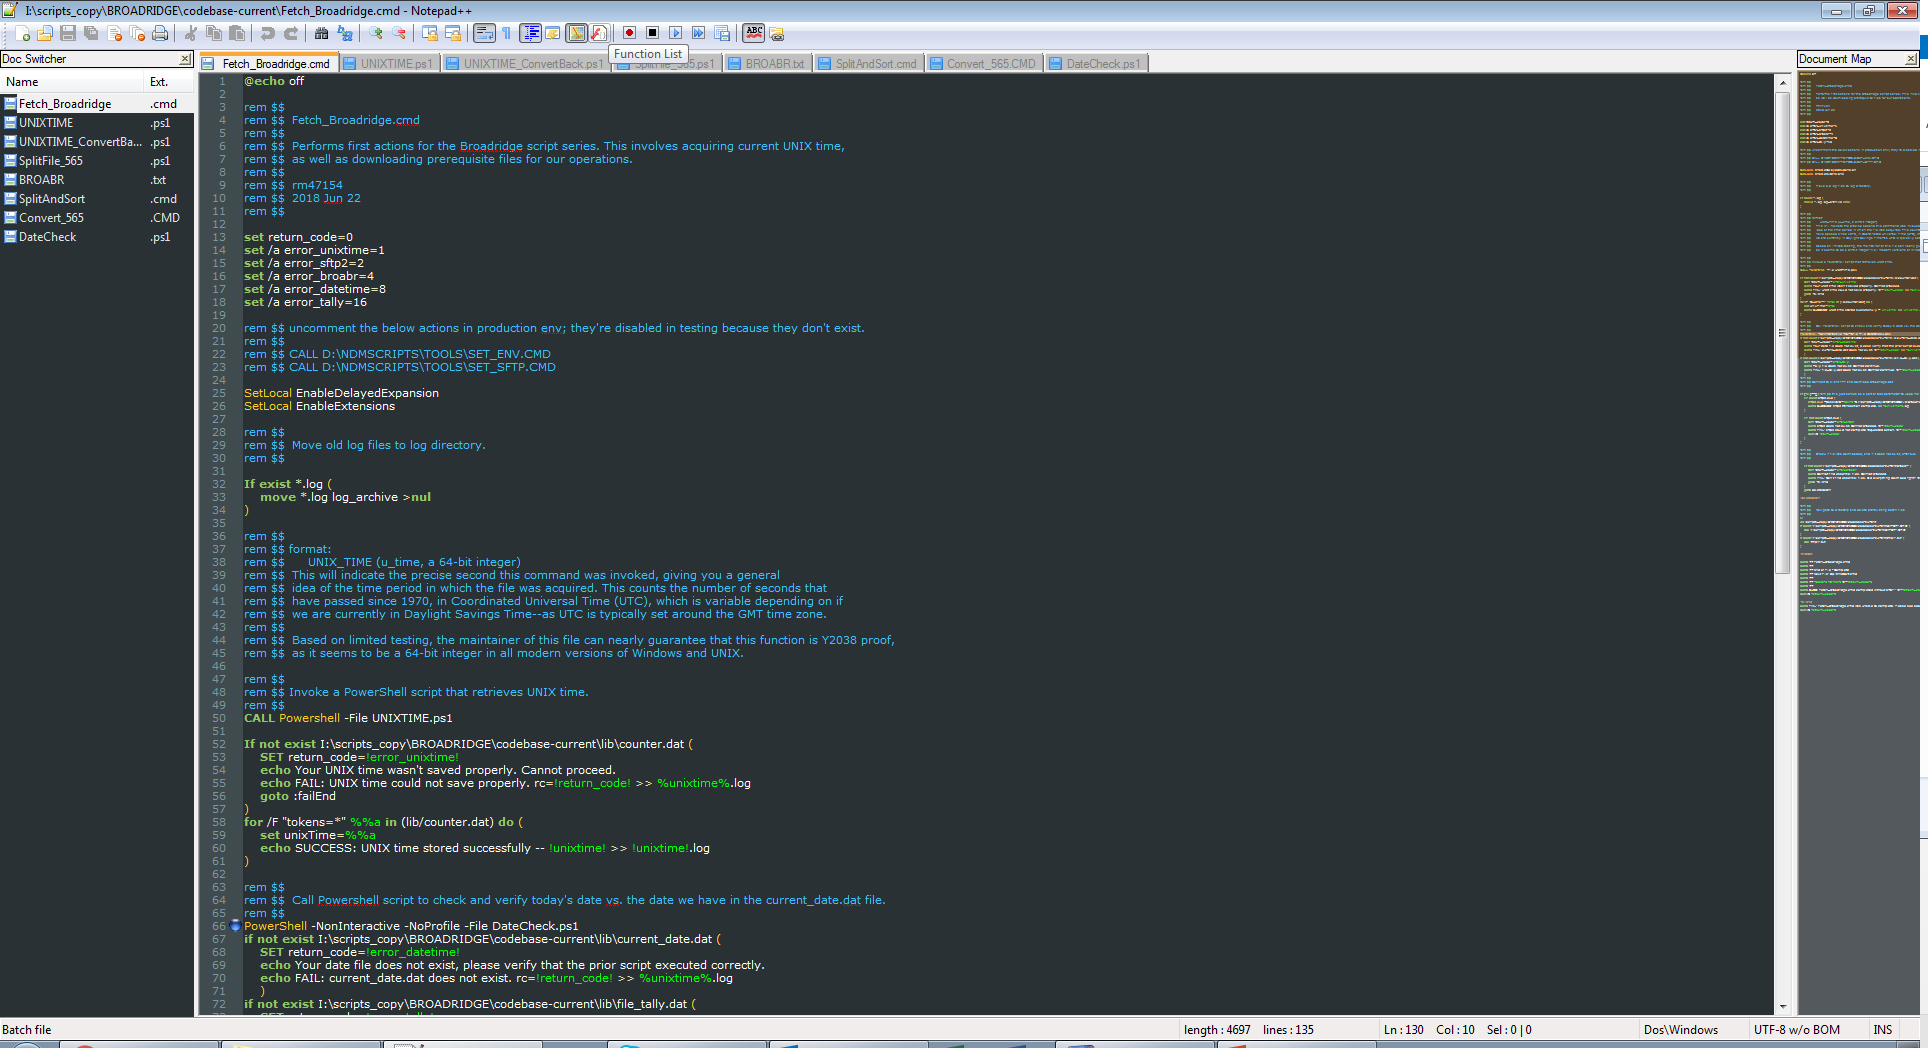 I:\scripts_copy\BROADRIDGE\codebase-current\Fetch_Broadridge.cmd - Notepad++
Function List
Doc Switcher
Name Ext.
Fetch_Broadridge .cmd
UNIXTIME .ps1
UNIXTIME_ConvertBa... .ps1
SplitFile_565 .ps1
BROABR .txt
SplitAndSort .cmd
Convert_565 .CMD
DateCheck .ps1
Fetch_Broadridge.cmd UNIXTIME.ps1 UNIXTIME_ConvertBack.ps1 SplitFile_565.ps1 BROABR.txt SplitAndSort.cmd Convert_565.CMD DateCheck.ps1
Document Map
1 @echo off
2
3 rem $$
4 rem $$ Fetch_Broadridge.cmd
5 rem $$
6 rem $$ Performs first actions for the Broadridge script series. This involves acquiring current UNIX time,
7 rem $$ as well as downloading prerequisite files for our operations.
8 rem $$
9 rem $$ rm47154
10 rem $$ 2018 Jun 22
11 rem $$
12
13 set return_code=0
14 set /a error_unixtime=1
15 set /a error_sftp2=2
16 set /a error_broabr=4
17 set /a error_datetime=8
18 set /a error_tally=16
19
20 rem $$ uncomment the below actions in production env; they're disabled in testing because they don't exist.
21 rem $$
22 rem $$ CALL D:\NDMSCRIPTS\TOOLS\SET_ENV.CMD
23 rem $$ CALL D:\NDMSCRIPTS\TOOLS\SET_SFTP.CMD
24
25 SetLocal EnableDelayedExpansion
26 SetLocal EnableExtensions
27
28 rem $$
29 rem $$ Move old log files to log directory.
30 rem $$
31
32 If exist *.log (
33 move *.log log_archive >nul
34 )
35
36 rem $$
37 rem $$ format:
38 rem $$ UNIX_TIME (u_time, a 64-bit integer)
39 rem $$ This will indicate the precise second this command was invoked, giving you a general
40 rem $$ idea of the time period in which the file was acquired. This counts the number of seconds that
41 rem $$ have passed since 1970, in Coordinated Universal Time (UTC), which is variable depending on if
42 rem $$ we are currently in Daylight Savings Time--as UTC is typically set around the GMT time zone.
43 rem $$
44 rem $$ Based on limited testing, the maintainer of this file can nearly guarantee that this function is Y2038 proof,
45 rem $$ as it seems to be a 64-bit integer in all modern versions of Windows and UNIX.
46
47 rem $$
48 rem $$ Invoke a PowerShell script that retrieves UNIX time.
49 rem $$
50 CALL Powershell -File UNIXTIME.ps1
51
52 If not exist I:\scripts_copy\BROADRIDGE\codebase-current\lib\counter.dat (
53 SET return_code=!error_unixtime!
54 echo Your UNIX time wasn't saved properly. Cannot proceed.
55 echo FAIL: UNIX time could not save properly. rc=!return_code! >> %unixtime%.log
56 goto :failEnd
57 )
58 for /F "tokens=*" %%a in (lib/counter.dat) do (
59 set unixTime=%%a
60 echo SUCCESS: UNIX time stored successfully -- !unixtime! >> !unixtime!.log
61 )
62
63 rem $$
64 rem $$ Call Powershell script to check and verify today's date vs. the date we have in the current_date.dat file.
65 rem $$
66 PowerShell -NonInteractive -NoProfile -File DateCheck.ps1
67 if not exist I:\scripts_copy\BROADRIDGE\codebase-current\lib\current_date.dat (
68 SET return_code=!error_datetime!
69 echo Your date file does not exist, please verify that the prior script executed correctly.
70 echo FAIL: current_date.dat does not exist. rc=!return_code! >> %unixtime%.log
71 )
72 if not exist I:\scripts_copy\BROADRIDGE\codebase-current\lib\file_tally.dat (
Batch file length : 4697 lines : 135 Ln : 130 Col : 10 Sel : 0 | 0 Dos\Windows UTF-8 w/o BOM INS